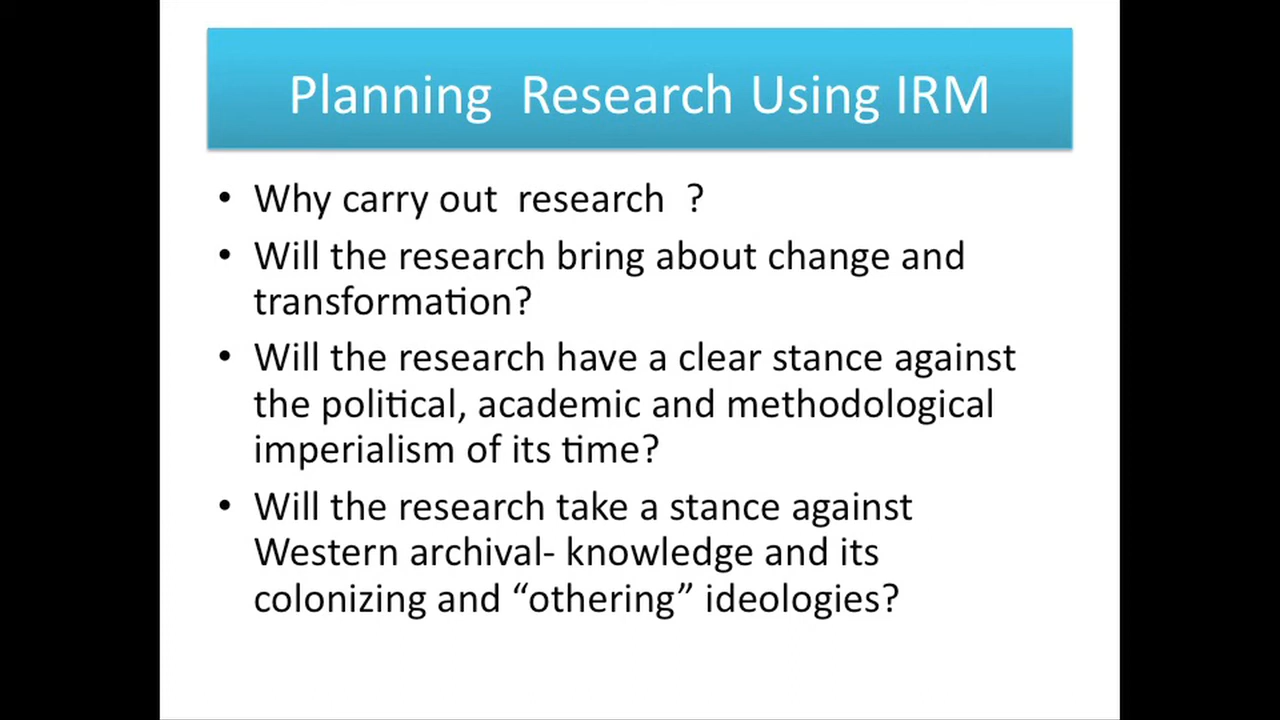 Planning  Research Using IRM
• Why carry out  research  ?
• Will the research bring about change and
transformation?
• Will the research have a clear stance against
the political, academic and methodological
imperialism of its time?
• Will the research take a stance against
Western archival- knowledge and its
colonizing and “othering” ideologies?